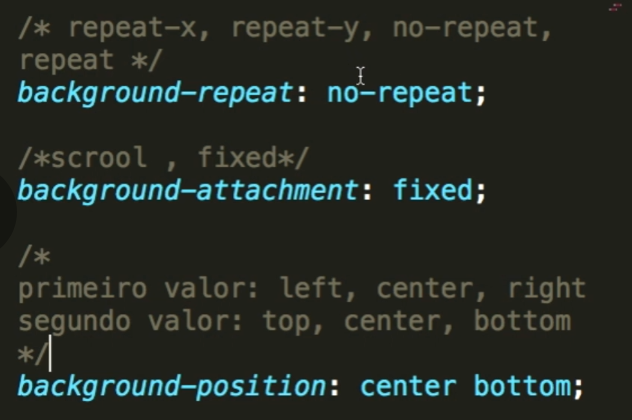 /* repeat-x, repeat-y, no-repeat,
repeat */
background-repeat: no-repeat;
/*scrool , fixed*/
background-attachment: fixed;
/*
primeiro valor: left, center, right
segundo valor: top, center, bottom
*/
background-position: center bottom;